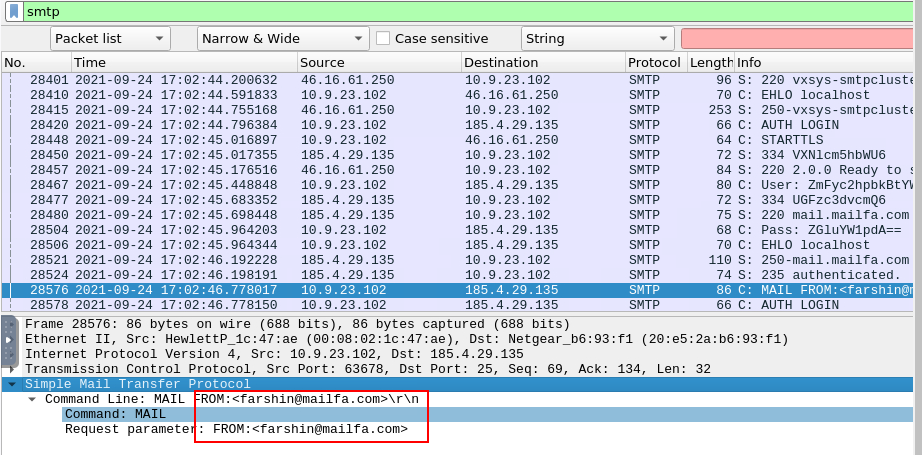 smtp
Packet list Narrow & Wide Case sensitive String
No. Time Source Destination Protocol Length Info
28401 2021-09-24 17:02:44.200632 46.16.61.250 10.9.23.102 SMTP 96 S: 220 vxsys-smtpcluste
28410 2021-09-24 17:02:44.591833 10.9.23.102 46.16.61.250 SMTP 70 C: EHLO localhost
28415 2021-09-24 17:02:44.755168 46.16.61.250 10.9.23.102 SMTP 253 S: 250-vxsys-smtpcluste
28420 2021-09-24 17:02:44.796384 10.9.23.102 185.4.29.135 SMTP 66 C: AUTH LOGIN
28448 2021-09-24 17:02:45.016897 10.9.23.102 46.16.61.250 SMTP 64 C: STARTTLS
28450 2021-09-24 17:02:45.017355 185.4.29.135 10.9.23.102 SMTP 72 S: 334 VXNlcm5hbWU6
28457 2021-09-24 17:02:45.176516 46.16.61.250 10.9.23.102 SMTP 84 S: 220 2.0.0 Ready to s
28467 2021-09-24 17:02:45.448848 10.9.23.102 185.4.29.135 SMTP 80 C: User: ZmFyc2hpbkBtYW
28477 2021-09-24 17:02:45.683352 185.4.29.135 10.9.23.102 SMTP 72 S: 334 UGFzc3dvcmQ6
28480 2021-09-24 17:02:45.698448 185.4.29.135 10.9.23.102 SMTP 75 S: 220 mail.mailfa.com
28504 2021-09-24 17:02:45.964203 10.9.23.102 185.4.29.135 SMTP 68 C: Pass: ZGluYW1pdA==
28506 2021-09-24 17:02:45.964344 10.9.23.102 185.4.29.135 SMTP 70 C: EHLO localhost
28521 2021-09-24 17:02:46.192228 185.4.29.135 10.9.23.102 SMTP 110 S: 250-mail.mailfa.com
28524 2021-09-24 17:02:46.198191 185.4.29.135 10.9.23.102 SMTP 74 S: 235 authenticated.
28576 2021-09-24 17:02:46.778017 10.9.23.102 185.4.29.135 SMTP 86 C: MAIL FROM:<farshin@m
28578 2021-09-24 17:02:46.778150 10.9.23.102 185.4.29.135 SMTP 66 C: AUTH LOGIN
Frame 28576: 86 bytes on wire (688 bits), 86 bytes captured (688 bits)
Ethernet II, Src: HewlettP_1c:47:ae (00:08:02:1c:47:ae), Dst: Netgear_b6:93:f1 (20:e5:2a:b6:93:f1)
Internet Protocol Version 4, Src: 10.9.23.102, Dst: 185.4.29.135
Transmission Control Protocol, Src Port: 63678, Dst Port: 25, Seq: 69, Ack: 134, Len: 32
Simple Mail Transfer Protocol
Command Line: MAIL FROM:<farshin@mailfa.com>\r\n
Command: MAIL
Request parameter: FROM:<farshin@mailfa.com>